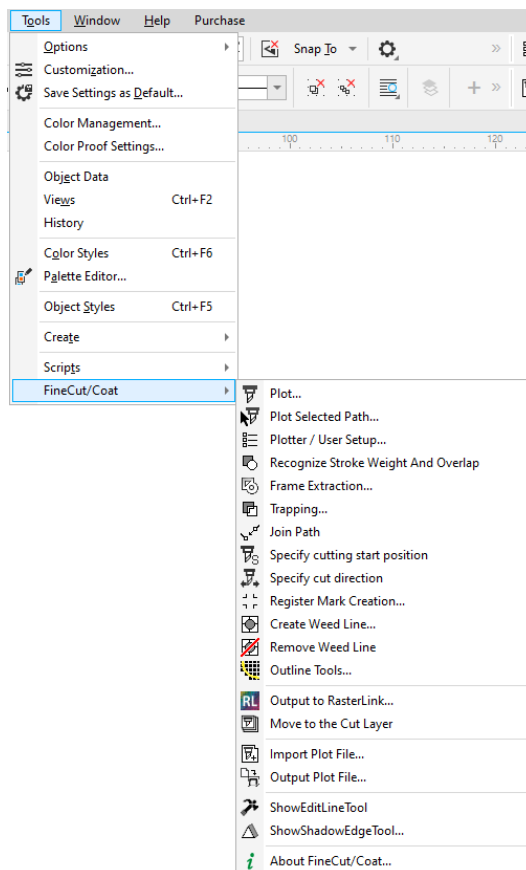 Tools Window Help Purchase
Snap To
Options
Customization...
Save Settings as Default...
100 110 120
Color Management...
Color Proof Settings...
Object Data
Views Ctrl+F2
History
Color Styles Ctrl+F6
Palette Editor...
Object Styles Ctrl+F5
Create
Scripts
FineCut/Coat
Plot...
Plot Selected Path...
Plotter / User Setup...
Recognize Stroke Weight And Overlap
Frame Extraction...
Trapping...
Join Path
Specify cutting start position
Specify cut direction
Register Mark Creation...
Create Weed Line...
Remove Weed Line
Outline Tools...
RL Output to RasterLink...
Move to the Cut Layer
Import Plot File...
Output Plot File...
ShowEditLineTool
ShowShadowEdgeTool...
i About FineCut/Coat...